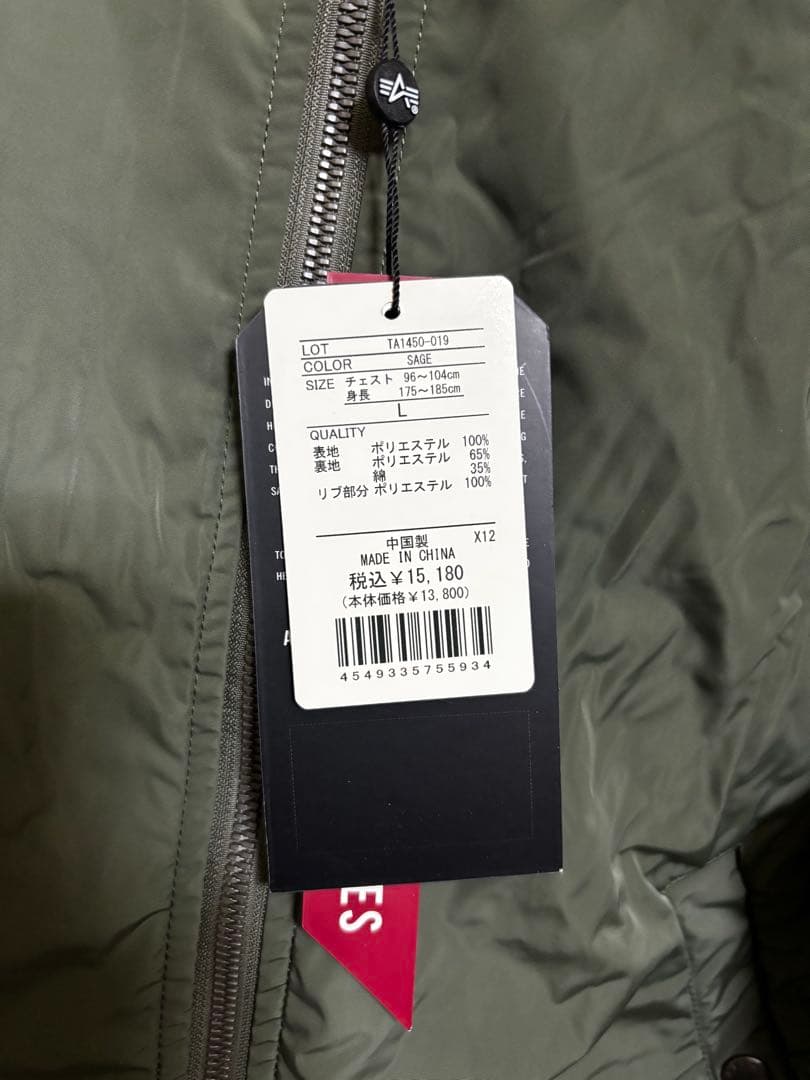 LOT TA1450-019
COLOR SAGE
SIZE チェスト 96～104cm
身長 175～185cm
L
QUALITY
表地 ポリエステル 100%
裏地 ポリエステル 65%
綿 35%
リブ部分 ポリエステル 100%
中国製 X12
MADE IN CHINA
税込￥15,180
(本体価格￥13,800)
4549335755934
ES